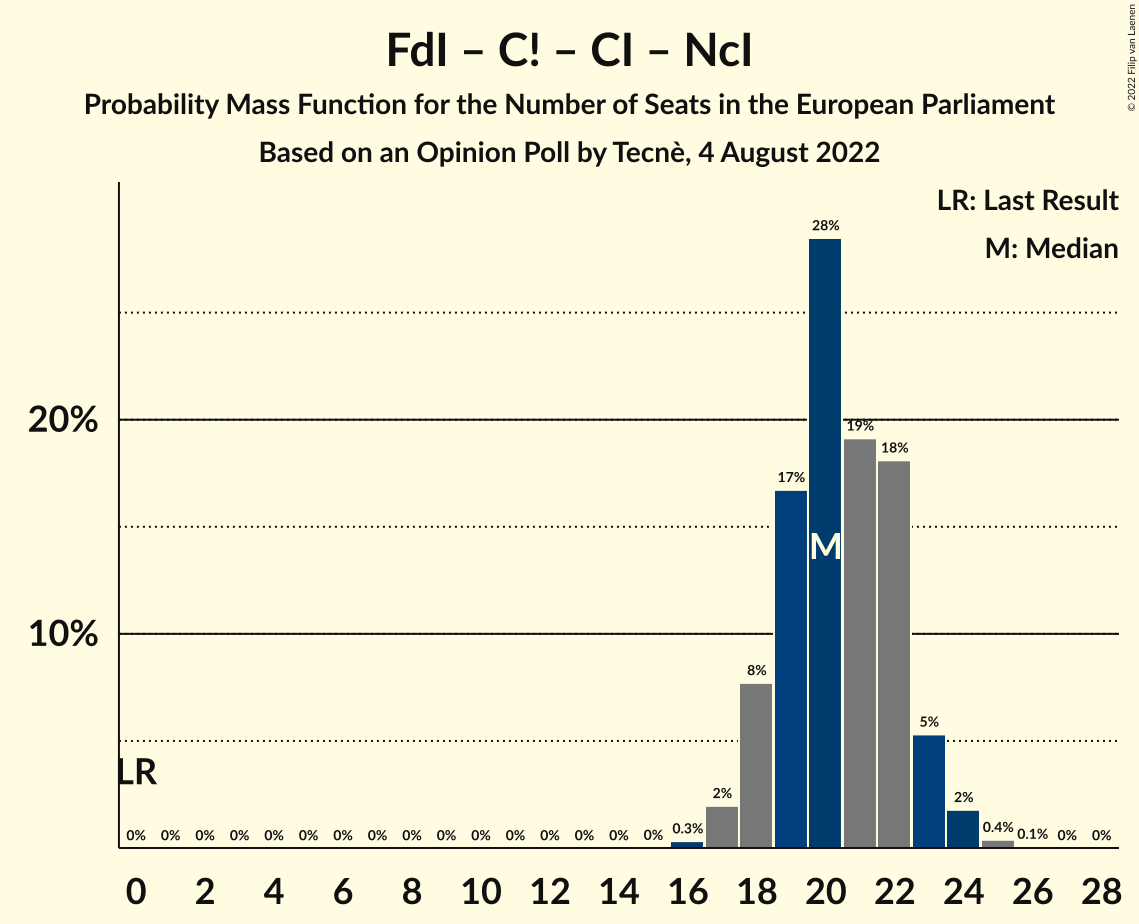 FdI – C! – CI – NcI
Probability Mass Function for the Number of Seats in the European Parliament
Based on an Opinion Poll by Tecnè, 4 August 2022
© 2022 Filip van Laenen
LR: Last Result
M: Median
28%
20%
19%
18%
17%
M
10%
8%
5%
LR
2%
2%
0% 0% 0% 0% 0% 0% 0% 0% 0% 0% 0% 0% 0% 0% 0% 0% 0.3% 0.4% 0.1% 0% 0%
0 2 4 6 8 10 12 14 16 18 20 22 24 26 28